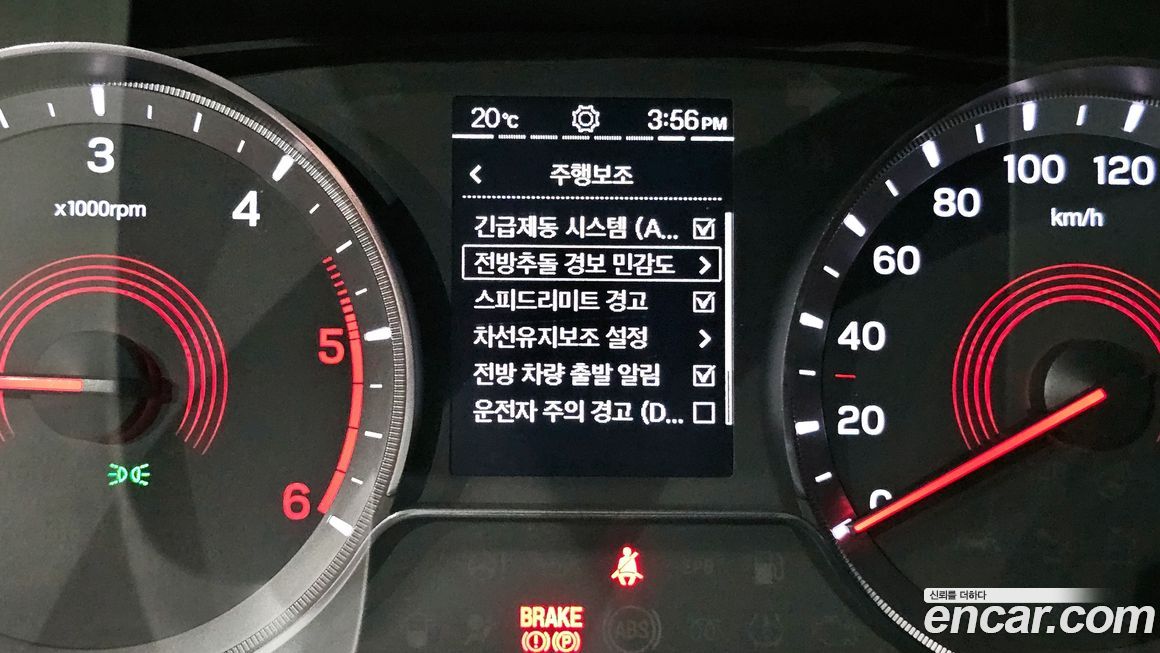 20℃ 3:56 PM
주행보조
긴급제동 시스템 (A...
전방추돌 경보 민감도
스피드리미트 경고
차선유지보조 설정
전방 차량 출발 알림
운전자 주의 경고 (D...
3
x1000rpm
4
5
6
120
100
80
km/h
60
40
20
0
BRAKE
(!) (P)
ABS
신뢰를 더하다
encar.com